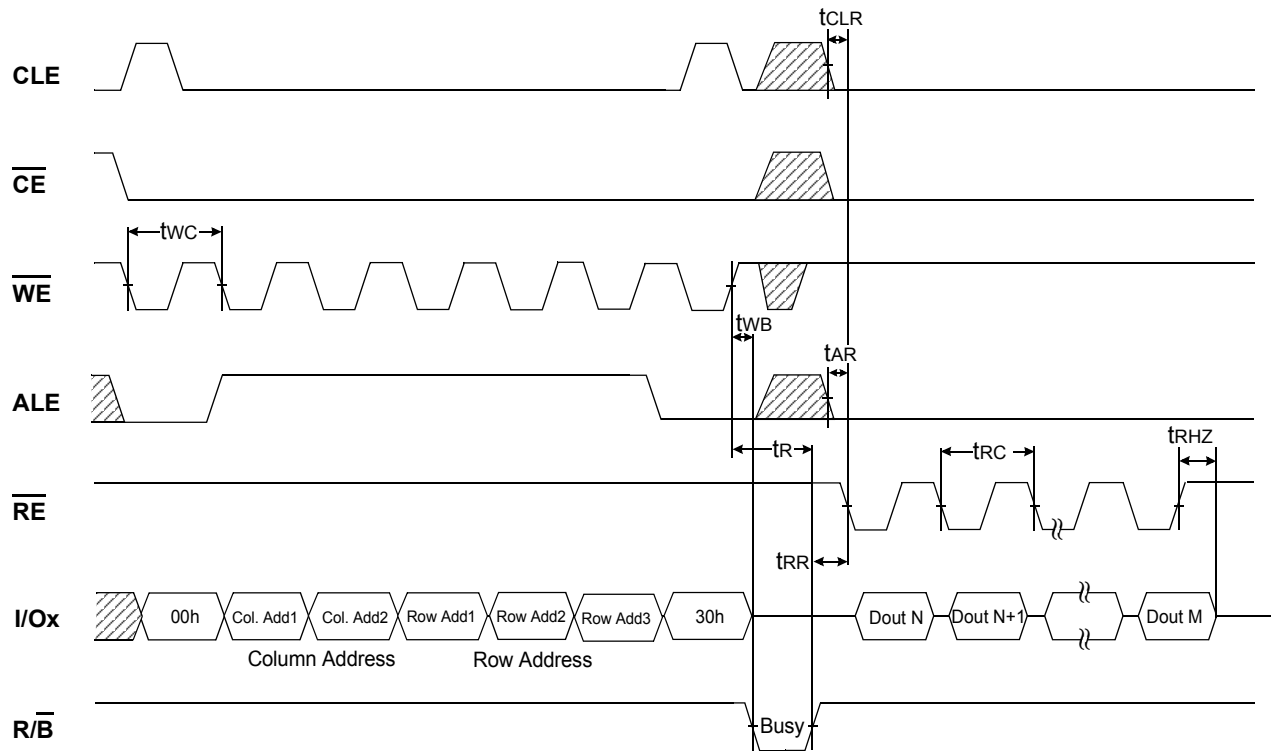 tCLR
CLE
CE
tWC
WE
tWB
tAR
ALE
tR
tRC
tRHZ
RE
tRR
I/Ox
00h
Col. Add1
Col. Add2
Row Add1
Row Add2
Row Add3
30h
Dout N
Dout N+1
Dout M
Column Address
Row Address
R/B
Busy